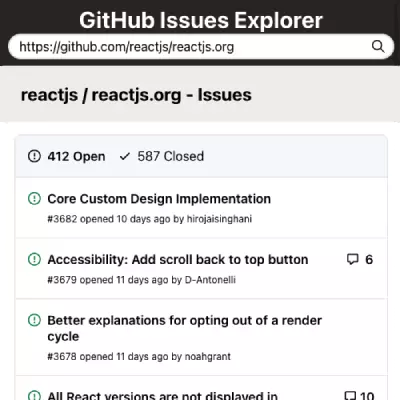 GitHub Issues Explorer
https://github.com/reactjs/reactjs.org
reactjs / reactjs.org - Issues
412 Open 587 Closed
Core Custom Design Implementation
#3682 opened 10 days ago by hirojaisinghani
Accessibility: Add scroll back to top button 6
#3679 opened 11 days ago by D-Antonelli
Better explanations for opting out of a render
cycle
#3678 opened 11 days ago by noahgrant
All React versions are not displayed in 10